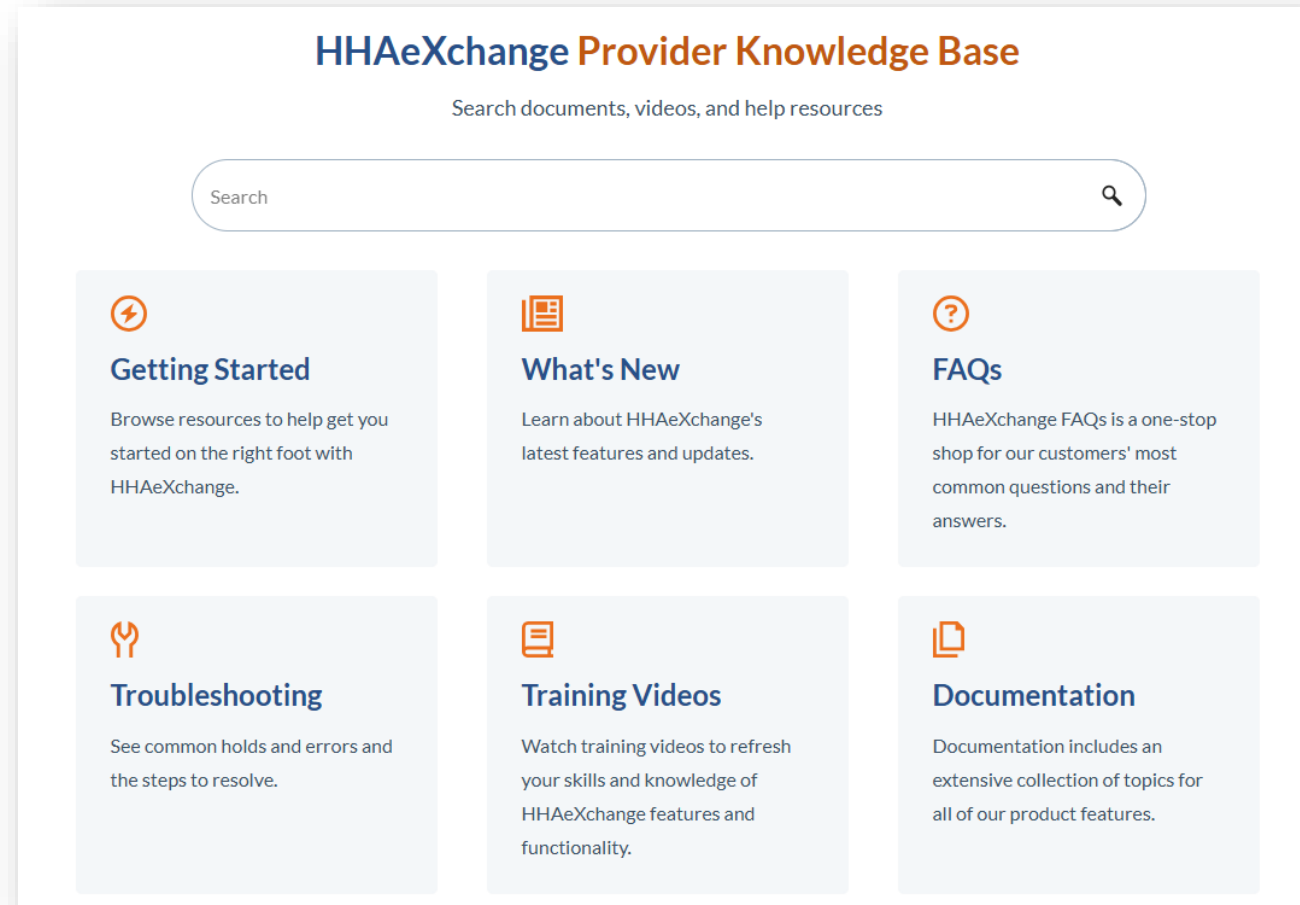 HHAeXchange Provider Knowledge Base
Search documents, videos, and help resources
Search
Getting Started
Browse resources to help get you
started on the right foot with
HHAeXchange.
What's New
Learn about HHAeXchange's
latest features and updates.
FAQs
HHAeXchange FAQs is a one-stop
shop for our customers' most
common questions and their
answers.
Troubleshooting
See common holds and errors and
the steps to resolve.
Training Videos
Watch training videos to refresh
your skills and knowledge of
HHAeXchange features and
functionality.
Documentation
Documentation includes an
extensive collection of topics for
all of our product features.